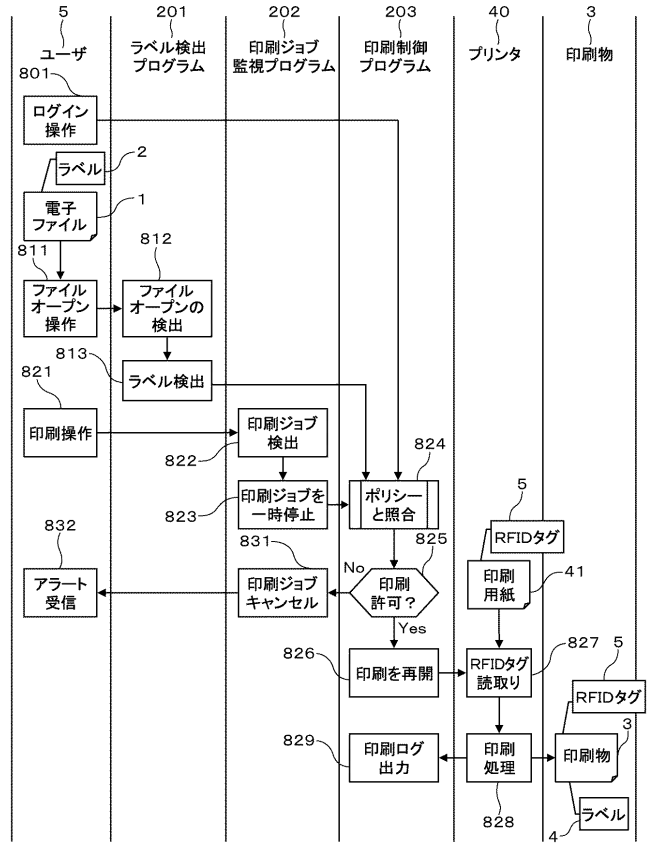 5
201
202
203
40
3
ユーザ
ラベル検出
プログラム
印刷ジョブ
監視プログラム
印刷制御
プログラム
プリンタ
印刷物
801
ログイン
操作
2
ラベル
1
電子
ファイル
811
ファイル
オープン
操作
812
ファイル
オープンの
検出
813
ラベル検出
821
印刷操作
印刷ジョブ
検出
822
印刷ジョブを
一時停止
823
824
ポリシー
と照合
825
印刷
許可？
No
Yes
831
印刷ジョブ
キャンセル
832
アラート
受信
5
RFIDタグ
印刷
用紙
41
826
印刷を再開
827
RFIDタグ
読取り
5
RFIDタグ
829
印刷ログ
出力
印刷
処理
828
3
印刷物
ラベル
4